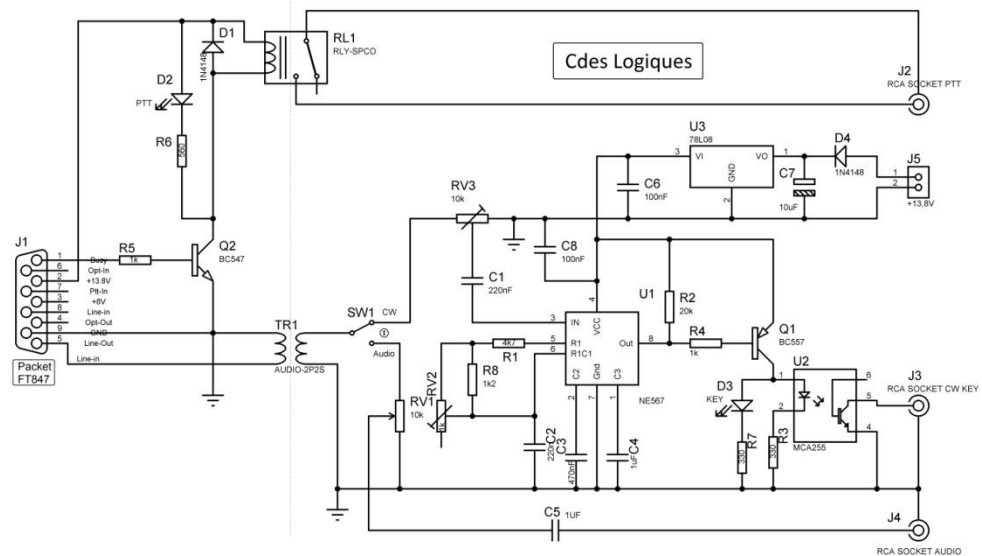 D1
1N4148
RL1
RLY-SPCO
Cdes Logiques
J2
RCA SOCKET PTT
D2
PTT
R6
560
U3
78L08
3
VI
VO
1
GND
2
D4
1N4148
J5
1
2
+13,8V
C6
100nF
C7
10uF
RV3
10k
C8
100nF
J1
1
6
2
7
3
8
4
9
5
Busy
Opt-In
+13.8V
Ptt-In
+8V
Line-in
Opt-Out
GND
Line-Out
Line-in
Packet
FT847
R5
1k
Q2
BC547
C1
220nF
TR1
AUDIO-2P2S
SW1
CW
Audio
U1
4
VCC
3
IN
5
R1
6
R1C1
Out
8
C2
Gnd
C3
2
7
1
NE567
R2
20k
R4
1k
Q1
BC557
4k7
R1
R8
1k2
RV2
1k
RV1
10k
C2
220n
C3
470nF
C4
1uF
D3
KEY
R7
330
R3
330
U2
1
2
6
5
4
MCA255
J3
RCA SOCKET CW KEY
C5
1UF
J4
RCA SOCKET AUDIO